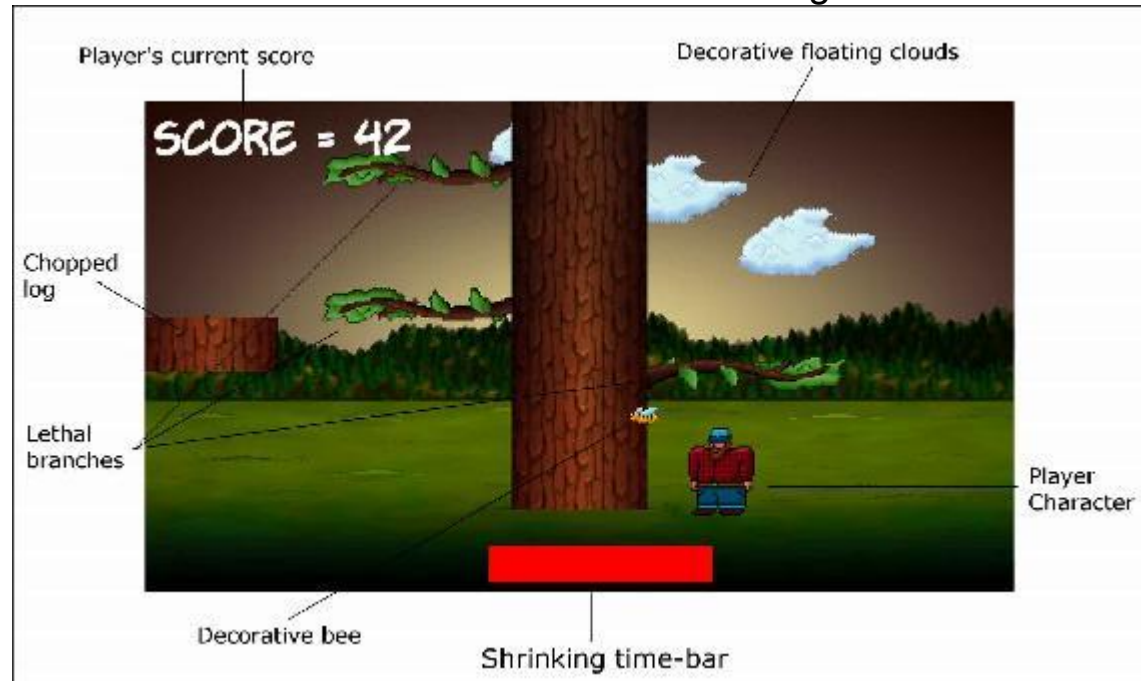 Player's current score
Decorative floating clouds
SCORE = 42
Chopped
log
Lethal
branches
Player
Character
Decorative bee
Shrinking time-bar